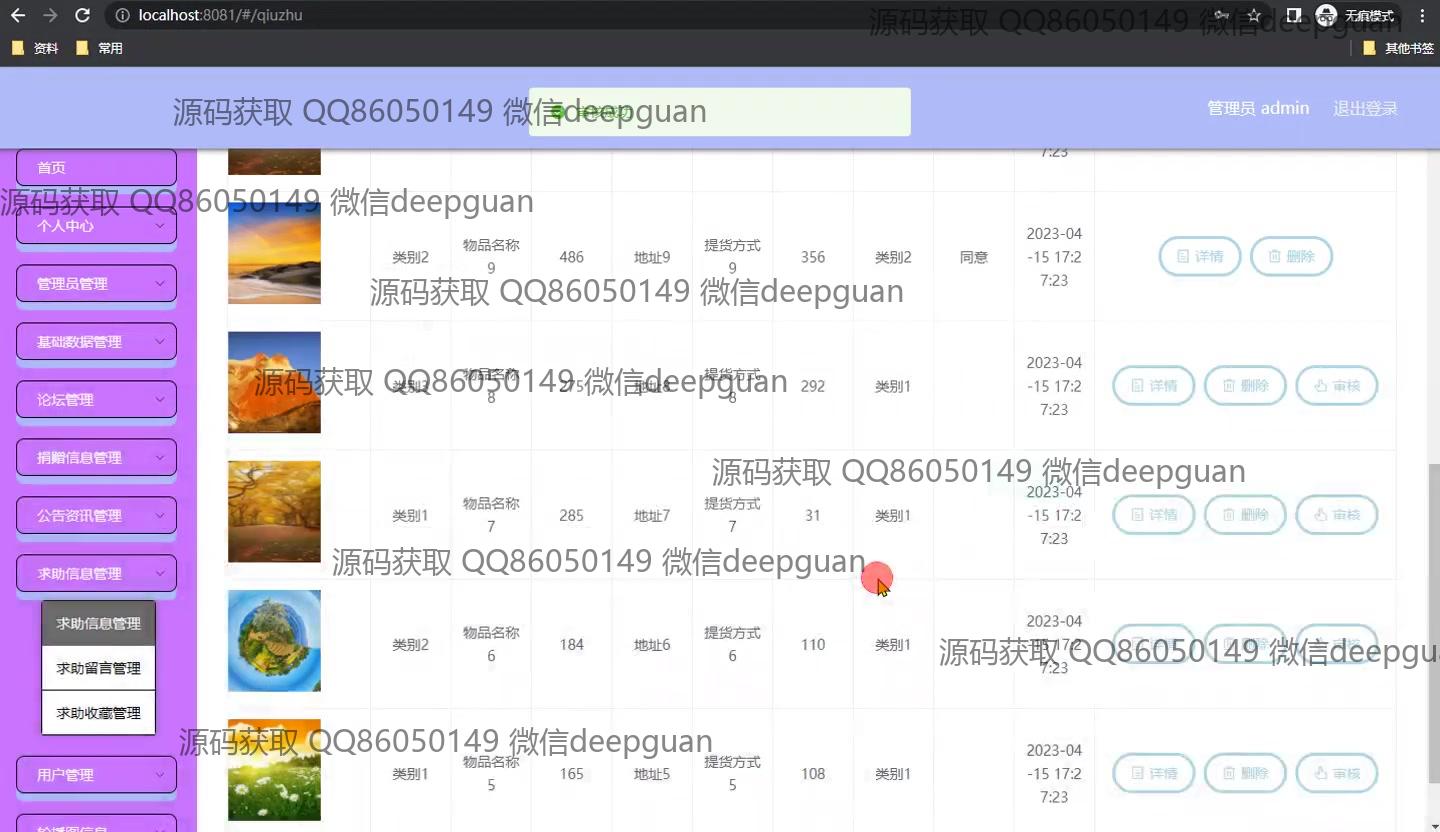 localhost:8081/#/qiuzhu
无痕模式
资料
常用
其他书签
源码获取 QQ86050149 微信deepguan
源码获取 QQ86050149 微信deepguan
管理员 admin
退出登录
首页
7:23
源码获取 QQ86050149 微信deepguan
个人中心
管理员管理
基础数据管理
论坛管理
捐赠信息管理
公告资讯管理
求助信息管理
求助信息管理
求助留言管理
求助收藏管理
用户管理
类别2
物品名称
9
486
地址9
提货方式
9
356
类别2
同意
2023-04
-15 17:2
7:23
详情
删除
源码获取 QQ86050149 微信deepguan
物品名称
8
275
地址8
提货方式
8
292
类别1
2023-04
-15 17:2
7:23
详情
删除
审核
源码获取 QQ86050149 微信deepguan
源码获取 QQ86050149 微信deepguan
类别1
物品名称
7
285
地址7
提货方式
7
31
类别1
2023-04
-15 17:2
7:23
详情
删除
审核
源码获取 QQ86050149 微信deepguan
类别2
物品名称
6
184
地址6
提货方式
6
110
类别1
2023-04
-15 17:2
7:23
删除
审核
源码获取 QQ86050149 微信deepgu
源码获取 QQ86050149 微信deepguan
类别1
物品名称
5
165
地址5
提货方式
5
108
类别1
2023-04
-15 17:2
7:23
详情
删除
审核